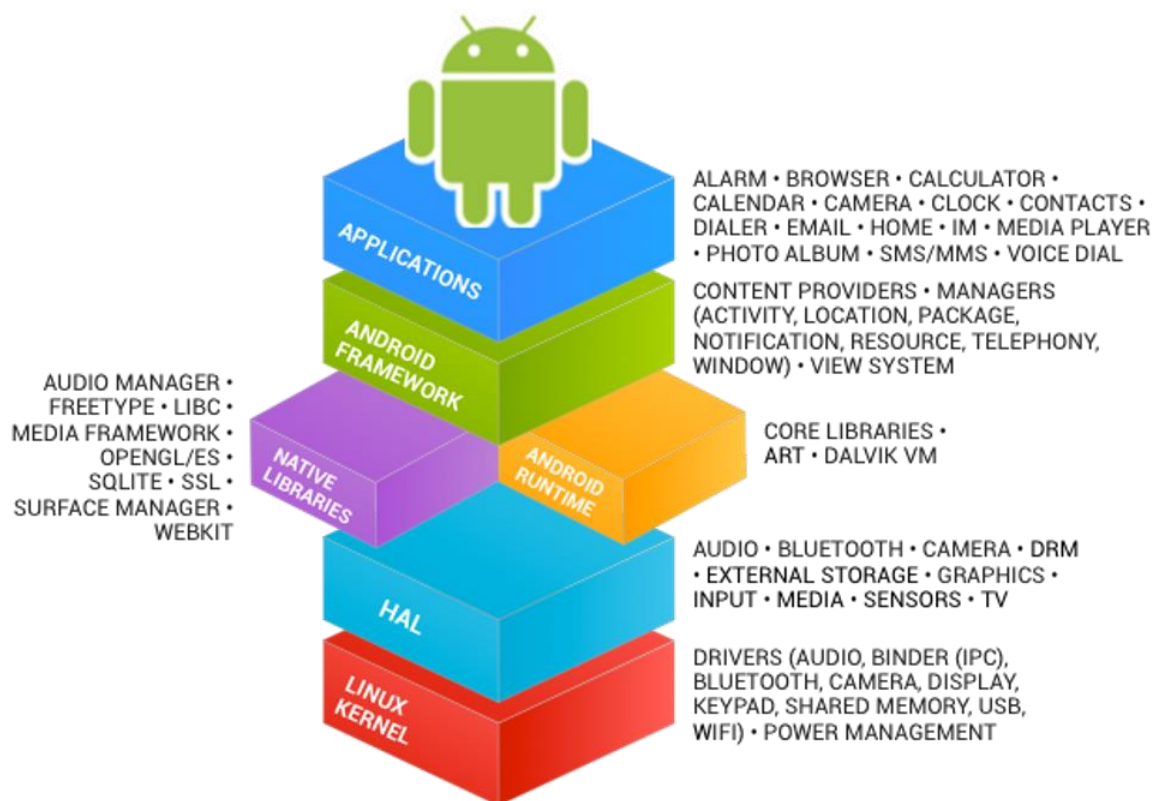 ALARM • BROWSER • CALCULATOR •
CALENDAR • CAMERA • CLOCK • CONTACTS •
DIALER • EMAIL • HOME • IM • MEDIA PLAYER
• PHOTO ALBUM • SMS/MMS • VOICE DIAL
APPLICATIONS
CONTENT PROVIDERS • MANAGERS
(ACTIVITY, LOCATION, PACKAGE,
NOTIFICATION, RESOURCE, TELEPHONY,
WINDOW) • VIEW SYSTEM
ANDROID
FRAMEWORK
AUDIO MANAGER •
FREETYPE • LIBC •
MEDIA FRAMEWORK •
OPENGL/ES •
SQLITE • SSL •
SURFACE MANAGER •
WEBKIT
NATIVE
LIBRARIES
ANDROID
RUNTIME
CORE LIBRARIES •
ART • DALVIK VM
HAL
AUDIO • BLUETOOTH • CAMERA • DRM
• EXTERNAL STORAGE • GRAPHICS •
INPUT • MEDIA • SENSORS • TV
LINUX
KERNEL
DRIVERS (AUDIO, BINDER (IPC),
BLUETOOTH, CAMERA, DISPLAY,
KEYPAD, SHARED MEMORY, USB,
WIFI) • POWER MANAGEMENT